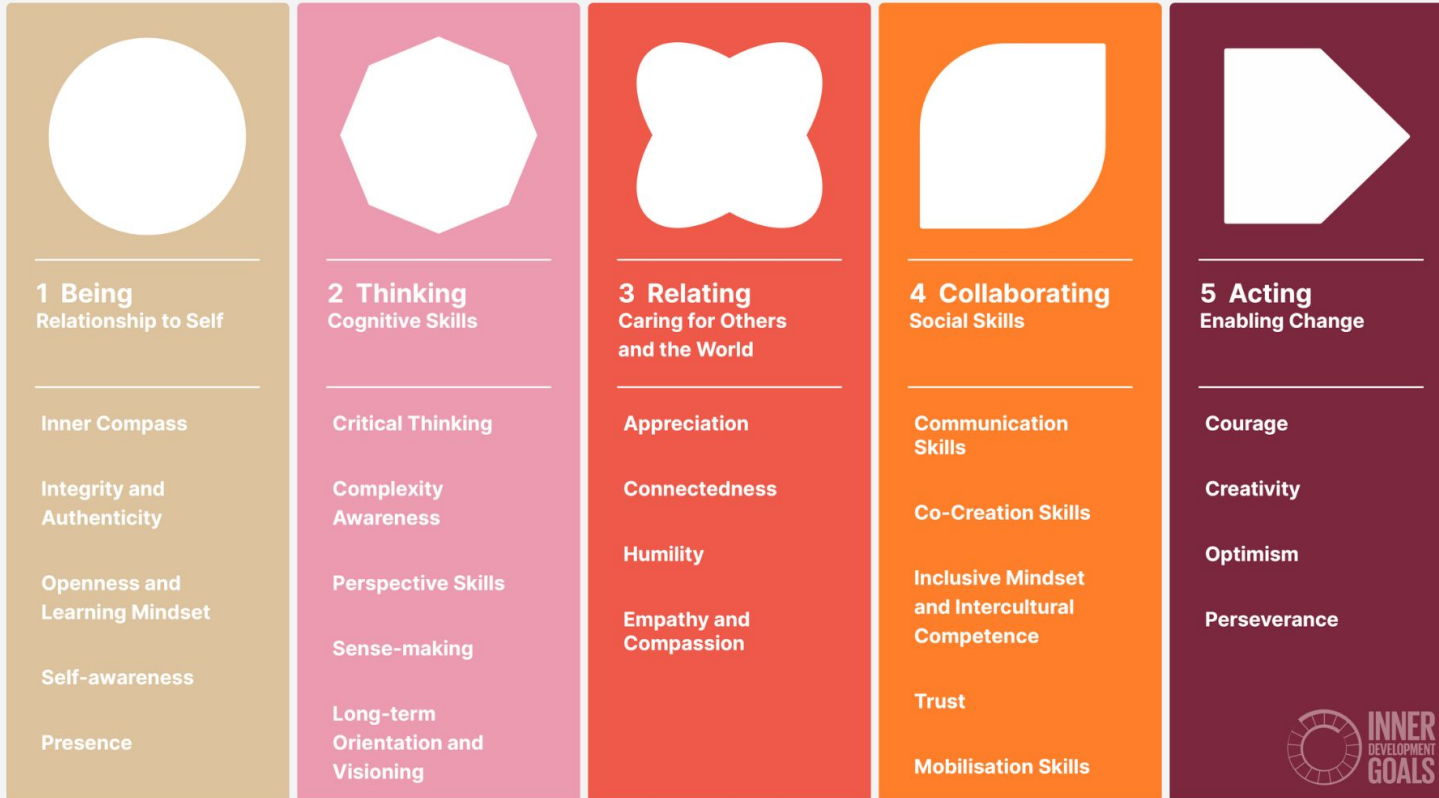 1 Being
Relationship to Self
Inner Compass
Integrity and
Authenticity
Openness and
Learning Mindset
Self-awareness
Presence
2 Thinking
Cognitive Skills
Critical Thinking
Complexity
Awareness
Perspective Skills
Sense-making
Long-term
Orientation and
Visioning
3 Relating
Caring for Others
and the World
Appreciation
Connectedness
Humility
Empathy and
Compassion
4 Collaborating
Social Skills
Communication
Skills
Co-Creation Skills
Inclusive Mindset
and Intercultural
Competence
Trust
Mobilisation Skills
5 Acting
Enabling Change
Courage
Creativity
Optimism
Perseverance
INNER
DEVELOPMENT
GOALS